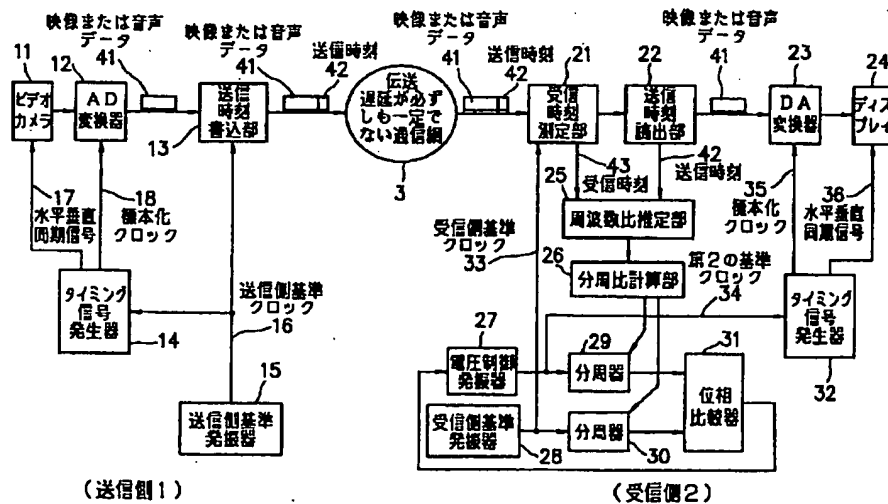 映像または音声
データ
41
11
ビデオ
カメラ
12
AD
変換器
映像または音声
データ
41
送信時刻
42
送信
時刻
書込部
13
伝送
遅延が必ず
しも一定で
ない通信網
3
映像または音声
データ
41
送信時刻
42
21
受信
時刻
測定部
22
送信
時刻
読出部
映像または音声
データ
41
23
DA
変換器
24
ディス
プレイ
17
水平垂直
同期信号
18
標本化
クロック
タイミング
信号
発生器
14
送信側基準
クロック
16
15
送信側基準
発振器
43
受信時刻
42
送信時刻
25
周波数比推定部
26
分周比計算部
受信側基準
クロック
33
第2の基準
クロック
34
35
標本化
クロック
36
水平垂直
同期信号
タイミング
信号
発生器
32
27
電圧制御
発振器
29
分周器
31
位相
比較器
受信側基準
発振器
28
分周器
30
(送信側1)
(受信側2)